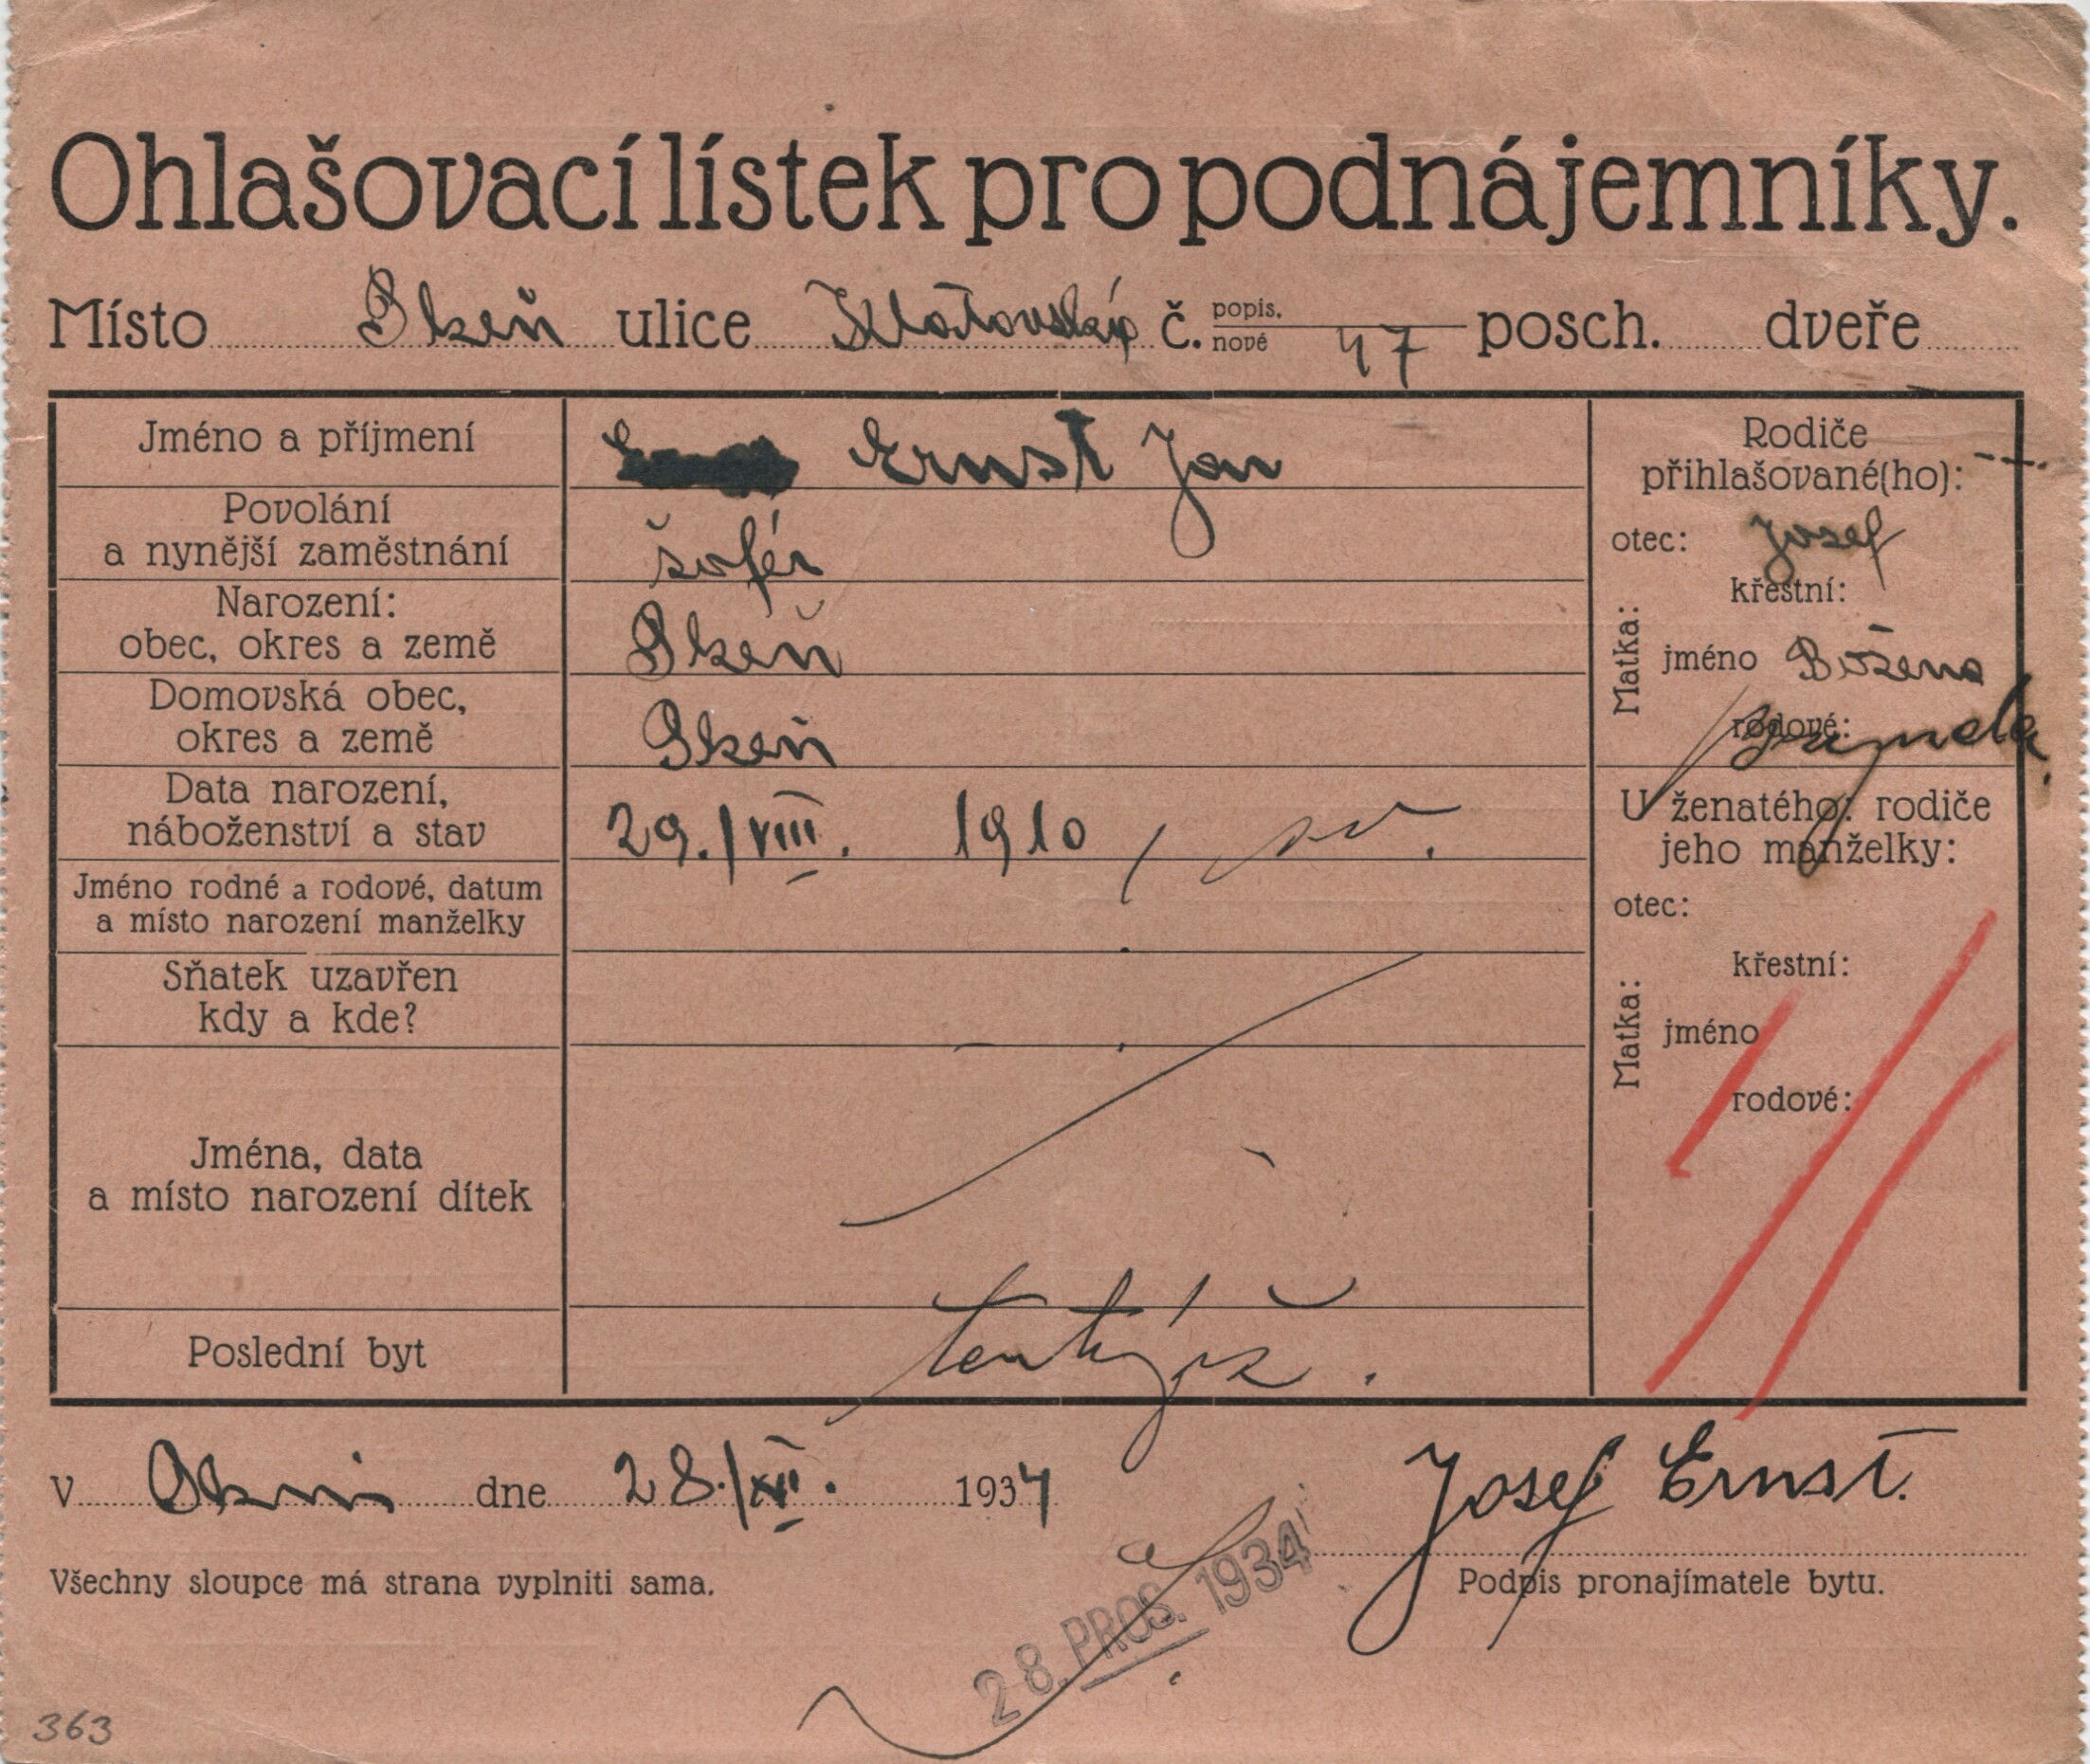 Ohlašovací lístek pro podnájemníky.
Místo Plzeň ulice Klatovská č. popis. nové 47 posch. dveře
Jméno a příjmení Ernst Jan
Povolání
a nynější zaměstnání šofér
Narození:
obec, okres a země Plzeň
Domovská obec,
okres a země Plzeň
Data narození,
náboženství a stav 29./VIII. 1910, sv.
Jméno rodné a rodové, datum
a místo narození manželky
Sňatek uzavřen
kdy a kde?
Jména, data
a místo narození dítek
Poslední byt tentýž.
Rodiče
přihlašované(ho):
otec: Josef
Matka:
křestní:
jméno Božena
rodové:
U ženatého: rodiče
jeho manželky:
otec:
Matka:
křestní:
jméno
rodové:
v Plzni dne 28./XII. 1934
Josef Ernst.
Všechny sloupce má strana vyplniti sama.
Podpis pronajímatele bytu.
28. PROS. 1934
363